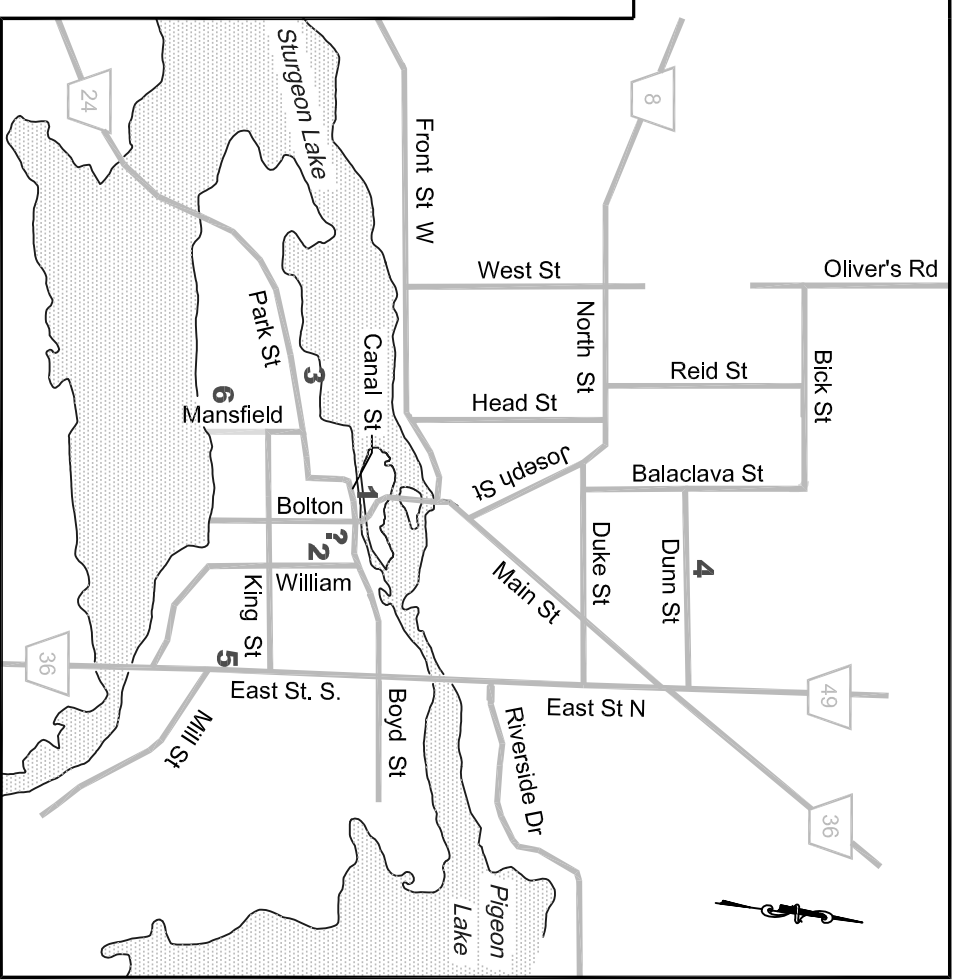 Sturgeon Lake
24
8
Front St W
Oliver's Rd
West St
Park St
North St
Canal St
Bick St
Reid St
3
6
Head St
Mansfield
Joseph St
Balaclava St
1
Bolton
?
2
Duke St
Dunn St
4
William
Main St
King St
5
36
East St. S.
49
East St N
Boyd St
Riverside Dr
Mill St
36
Pigeon
Lake